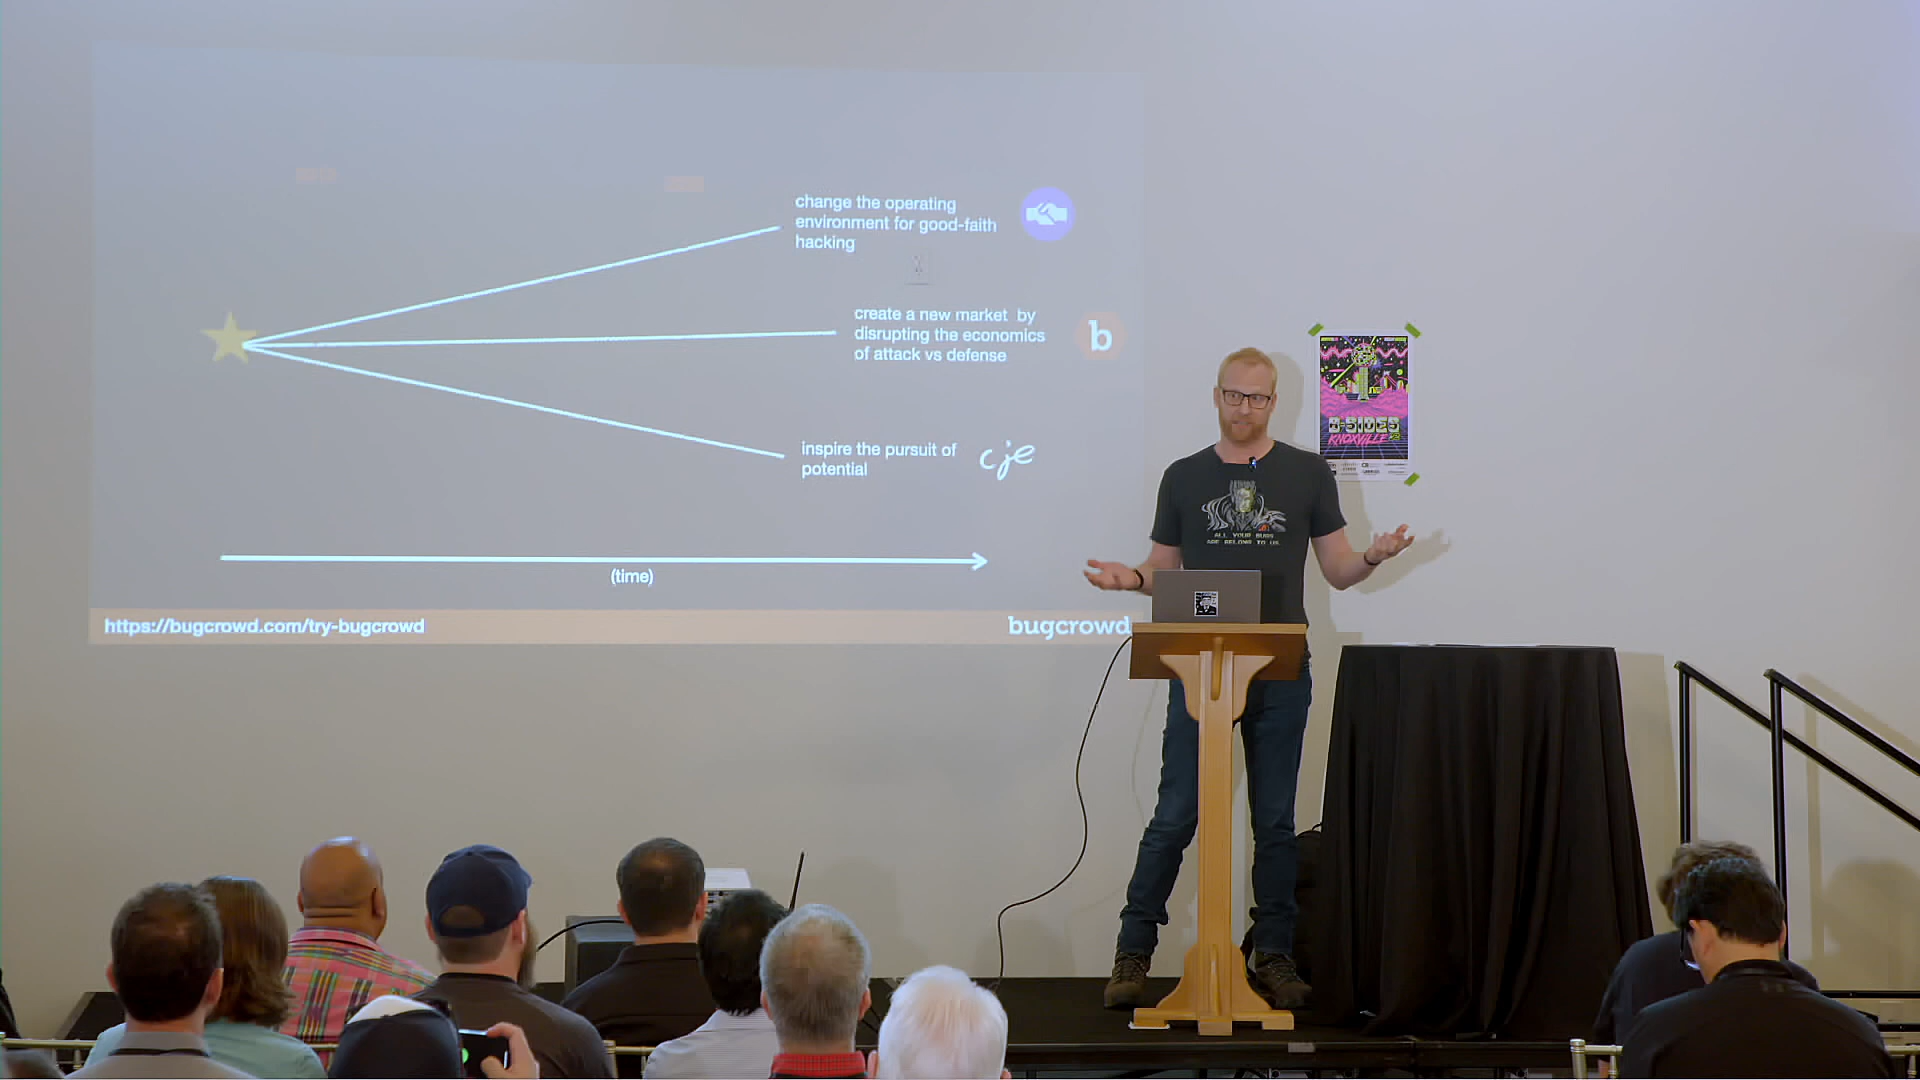 change the operating
environment for good-faith
hacking
create a new market by
disrupting the economics
of attack vs defense
b
inspire the pursuit of
potential
cje
(time)
https://bugcrowd.com/try-bugcrowd
bugcrowd
B-SIDES
KNOXVILLE
ALL YOUR BUGS
ARE BELONG TO US